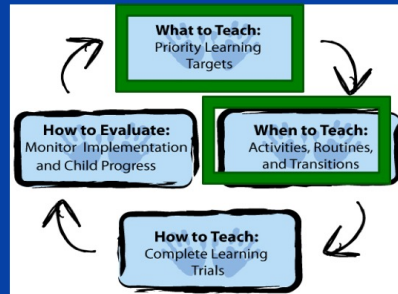 What to Teach:
Priority Learning
Targets
How to Evaluate:
Monitor Implementation
and Child Progress
When to Teach:
Activities, Routines,
and Transitions
How to Teach:
Complete Learning
Trials